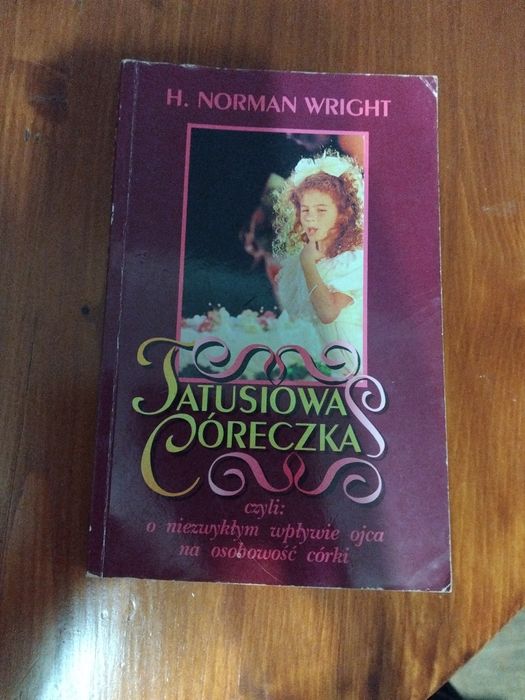 H. NORMAN WRIGHT
TATUSIOWA
CÓRECZKA
czyli:
o niezwykłym wpływie ojca
na osobowość córki